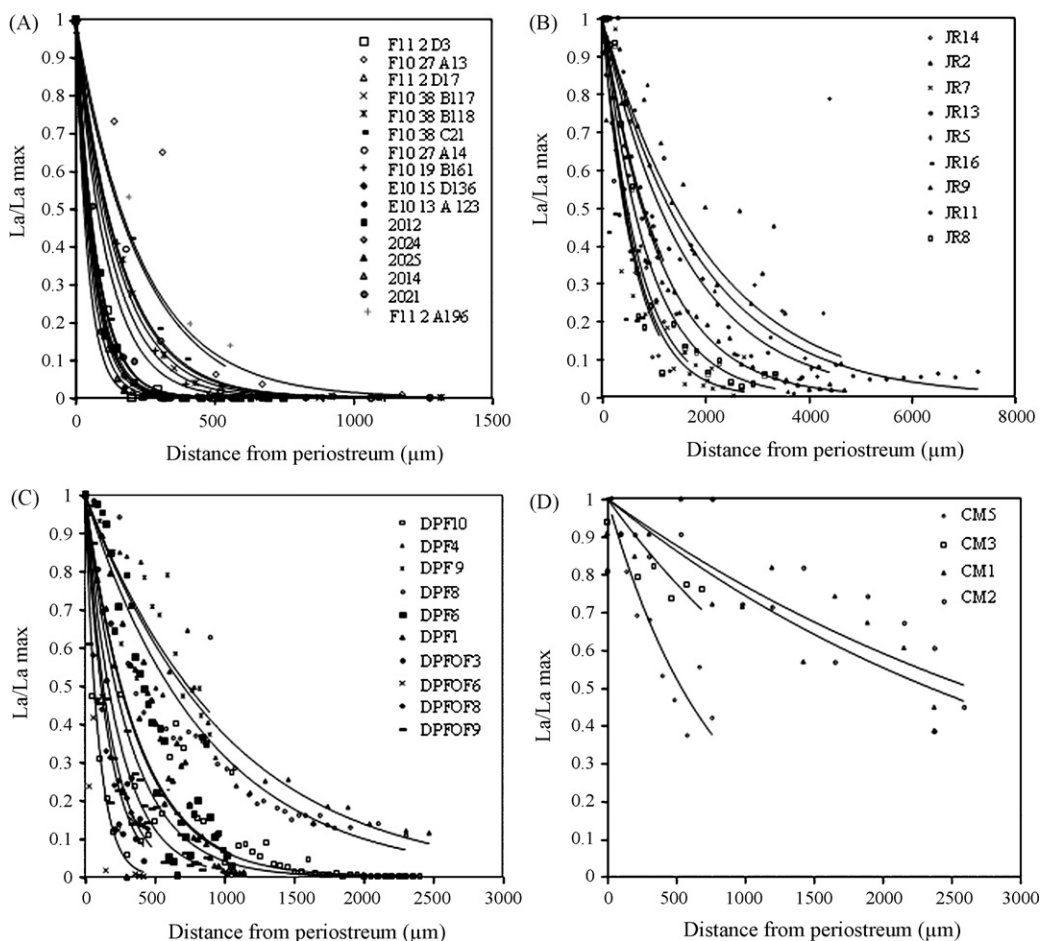 (A)
La/La max
1
0.9
0.8
0.7
0.6
0.5
0.4
0.3
0.2
0.1
0
0
500
1000
1500
Distance from periostreum (μm)
F11 2 D3
F10 27 A13
F11 2 D17
F10 38 B117
F10 38 B118
F10 38 C21
F10 27 A14
F10 19 B161
E10 15 D136
E10 13 A 123
2012
2024
2025
2014
2021
F11 2 A196
(B)
La/La max
1
0.9
0.8
0.7
0.6
0.5
0.4
0.3
0.2
0.1
0
0
2000
4000
6000
8000
Distance from periostreum (μm)
JR14
JR2
JR7
JR13
JR5
JR16
JR9
JR11
JR8
(C)
La/La max
1
0.9
0.8
0.7
0.6
0.5
0.4
0.3
0.2
0.1
0
0
500
1000
1500
2000
2500
3000
Distance from periostreum (μm)
DPF10
DPF4
DPF9
DPF8
DPF6
DPF1
DPFOF3
DPFOF6
DPFOF8
DPFOF9
(D)
La/La max
1
0.9
0.8
0.7
0.6
0.5
0.4
0.3
0.2
0.1
0
0
500
1000
1500
2000
2500
3000
Distance from periostreum (μm)
CM5
CM3
CM1
CM2